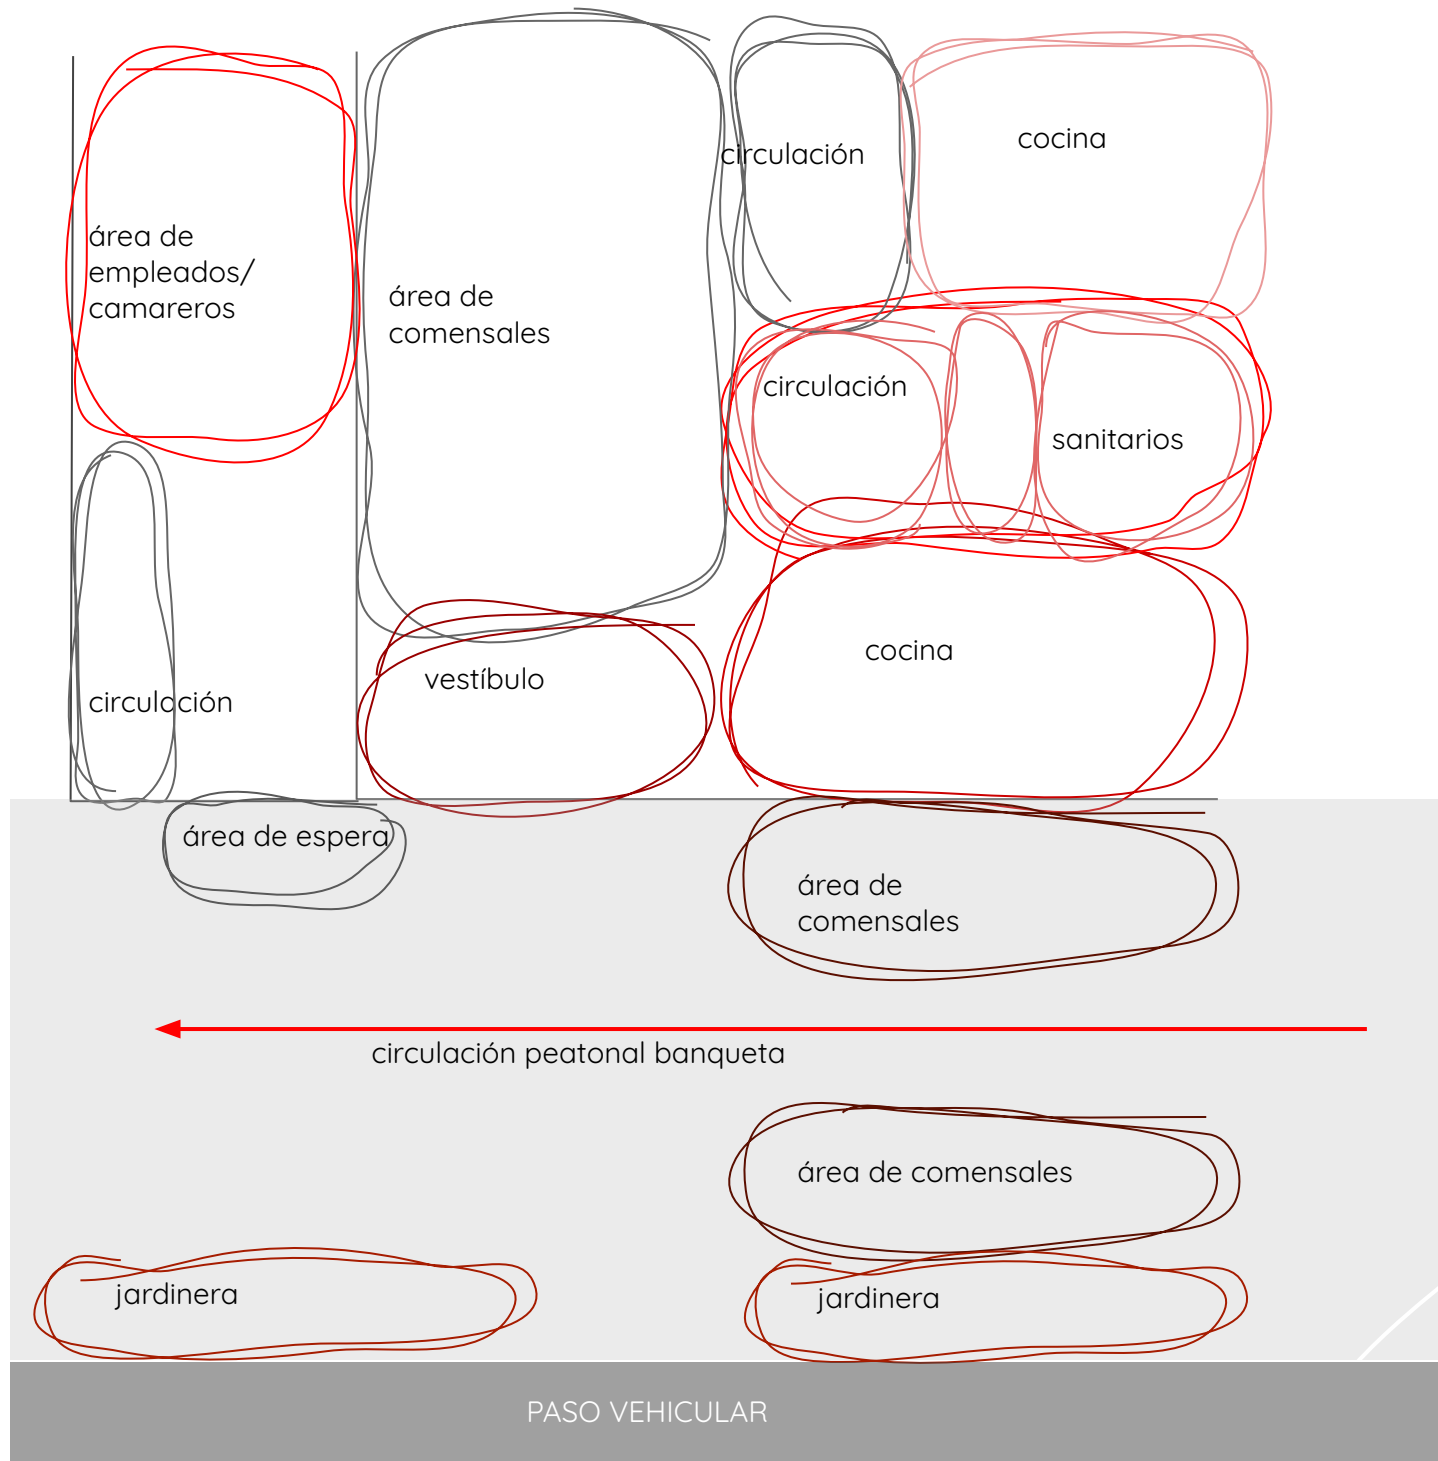 circulación
cocina
área de
empleados/
camareros
área de
comensales
circulación
sanitarios
cocina
vestíbulo
circulación
área de espera
área de
comensales
circulación peatonal banqueta
área de comensales
jardinera
jardinera
PASO VEHICULAR